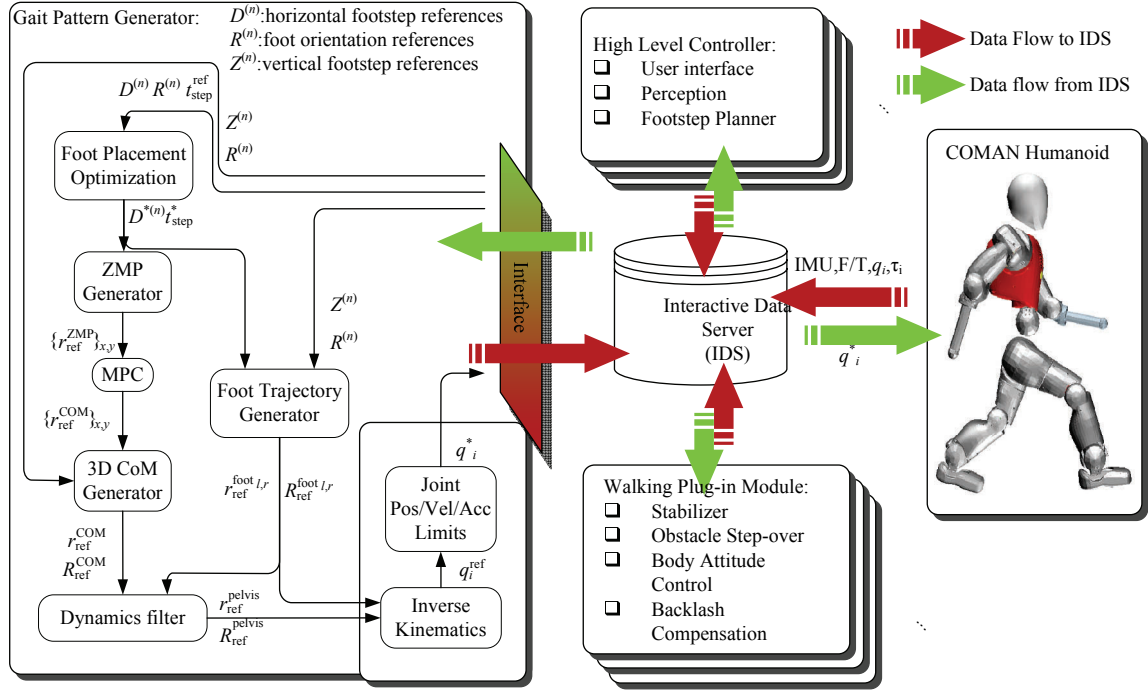 Gait Pattern Generator:
D^(n):horizontal footstep references
R^(n):foot orientation references
Z^(n):vertical footstep references
D^(n) R^(n) t_step^ref
Z^(n)
R^(n)
Foot Placement
Optimization
D^*(n) t_step^*
ZMP
Generator
{r_ref^ZMP}_x,y
MPC
{r_ref^COM}_x,y
3D CoM
Generator
r_ref^COM
R_ref^COM
Dynamics filter
r_ref^pelvis
R_ref^pelvis
Z^(n)
R^(n)
Foot Trajectory
Generator
r_ref^foot l,r
R_ref^foot l,r
q_i^*
Joint
Pos/Vel/Acc
Limits
q_i^ref
Inverse
Kinematics
Interface
High Level Controller:
❑ User interface
❑ Perception
❑ Footstep Planner
...
Interactive Data
Server
(IDS)
IMU,F/T,q_i,τ_i
q_i^*
Walking Plug-in Module:
❑ Stabilizer
❑ Obstacle Step-over
❑ Body Attitude
Control
❑ Backlash
Compensation
...
Data Flow to IDS
Data flow from IDS
COMAN Humanoid